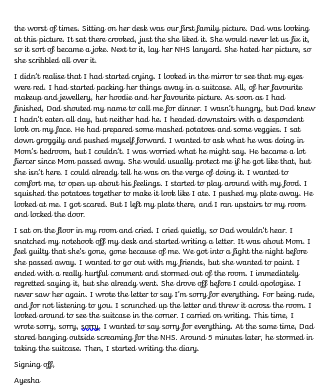 the worst of times. Sitting on her desk was our first family picture. Dad was looking
at this picture. It sat there crooked, just the she liked it. She would never let us fix it,
so it sort of became a joke. Next to it, lay her NHS lanyard. She hated her picture, so
she scribbled all over it.
I didn't realise that I had started crying. I looked in the mirror to see that my eyes
were red. I had started packing her things away in a suitcase. All, of her favourite
makeup and jewellery, her hoodie and her favourite picture. As soon as I had
finished, Dad shouted my name to call me for dinner. I wasn't hungry, but Dad knew
I hadn't eaten all day, but neither had he. I headed downstairs with a despondent
look on my face. He had prepared some mashed potatoes and some veggies. I sat
down groggily and pushed myself forward. I wanted to ask what he was doing in
Mom's bedroom, but I couldn't. I was worried what he might say. He became a lot
fiercer since Mom passed away. She would usually protect me if he got like that, but
she isn't here. I could already tell he was on the verge of doing it. I wanted to
comfort me, to open up about his feelings. I started to play around with my food. I
squished the potatoes together to make it look like I ate. I pushed my plate away. He
looked at me. I got scared. But I left my plate there, and I ran upstairs to my room
and locked the door.
I sat on the floor in my room and cried. I cried quietly, so Dad wouldn't hear. I
snatched my notebook off my desk and started writing a letter. It was about Mom. I
feel guilty that she's gone, gone because of me. We got into a fight the night before
she passed away. I wanted to go out with my friends, but she wanted to paint. I
ended with a really hurtful comment and stormed out of the room. I immediately
regretted saying it, but she already went. She drove off before I could apologise. I
never saw her again. I wrote the letter to say I'm sorry for everything. For being rude,
and for not listening to you. I scrunched up the letter and threw it across the room. I
looked around to see the suitcase in the corner. I carried on writing. This time, I
wrote sorry, sorry, sorry. I wanted to say sorry for everything. At the same time, Dad
stared banging outside screaming for the NHS. Around 5 minutes later, he stormed in
taking the suitcase. Then, I started writing the diary.
Signing off,
Ayesha